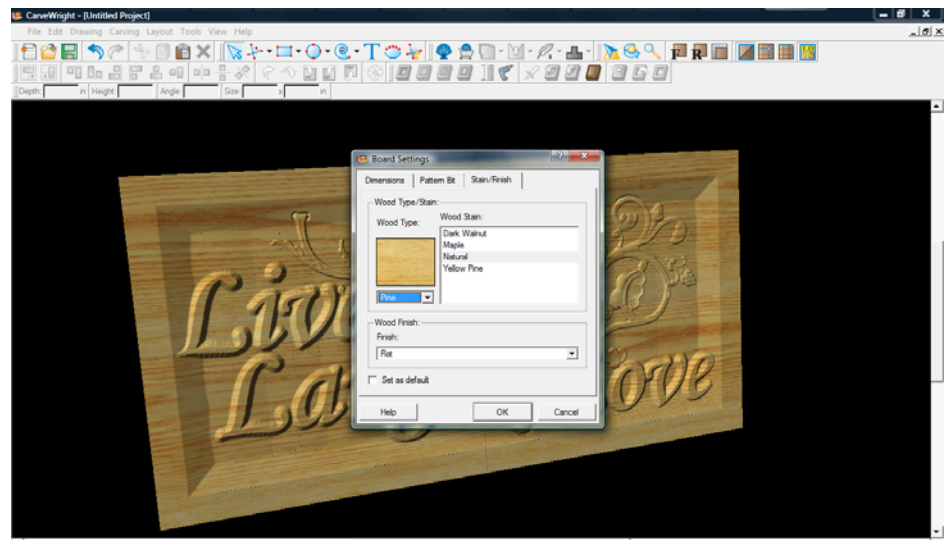 CarveWright - [Untitled Project]
File Edit Drawing Carving Layout Tools View Help
T F R
Depth: in Height: Angle: Size: x in
Board Settings
Dimensions Pattern Bit Stain/Finish
Wood Type/Stain:
Wood Type: Wood Stain:
Dark Walnut
Maple
Natural
Yellow Pine
Pine
Wood Finish:
Finish:
Flat
Set as default
Help OK Cancel
Live